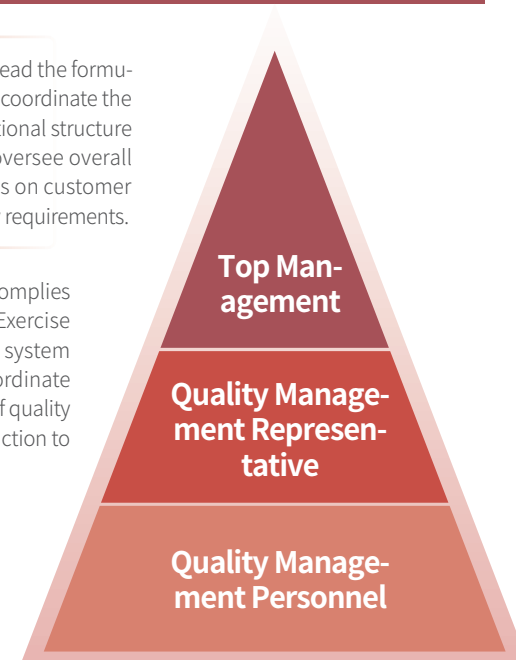 ead the formu-
coordinate the
tional structure
oversee overall
s on customer
requirements.
omplies
Exercise
system
ordinate
f quality
ction to
Top Man-
agement
Quality Manage-
ment Represen-
tative
Quality Manage-
ment Personnel